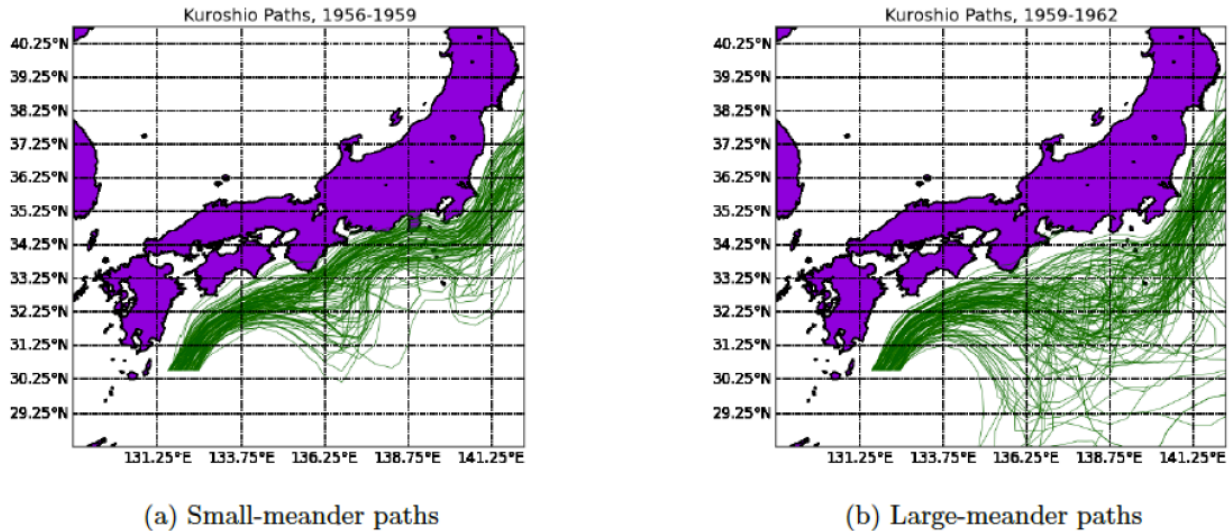 Kuroshio Paths, 1956-1959
40.25°N
39.25°N
38.25°N
37.25°N
36.25°N
35.25°N
34.25°N
33.25°N
32.25°N
31.25°N
30.25°N
29.25°N
131.25°E 133.75°E 136.25°E 138.75°E 141.25°E
(a) Small-meander paths
Kuroshio Paths, 1959-1962
40.25°N
39.25°N
38.25°N
37.25°N
36.25°N
35.25°N
34.25°N
33.25°N
32.25°N
31.25°N
30.25°N
29.25°N
131.25°E 133.75°E 136.25°E 138.75°E 141.25°E
(b) Large-meander paths